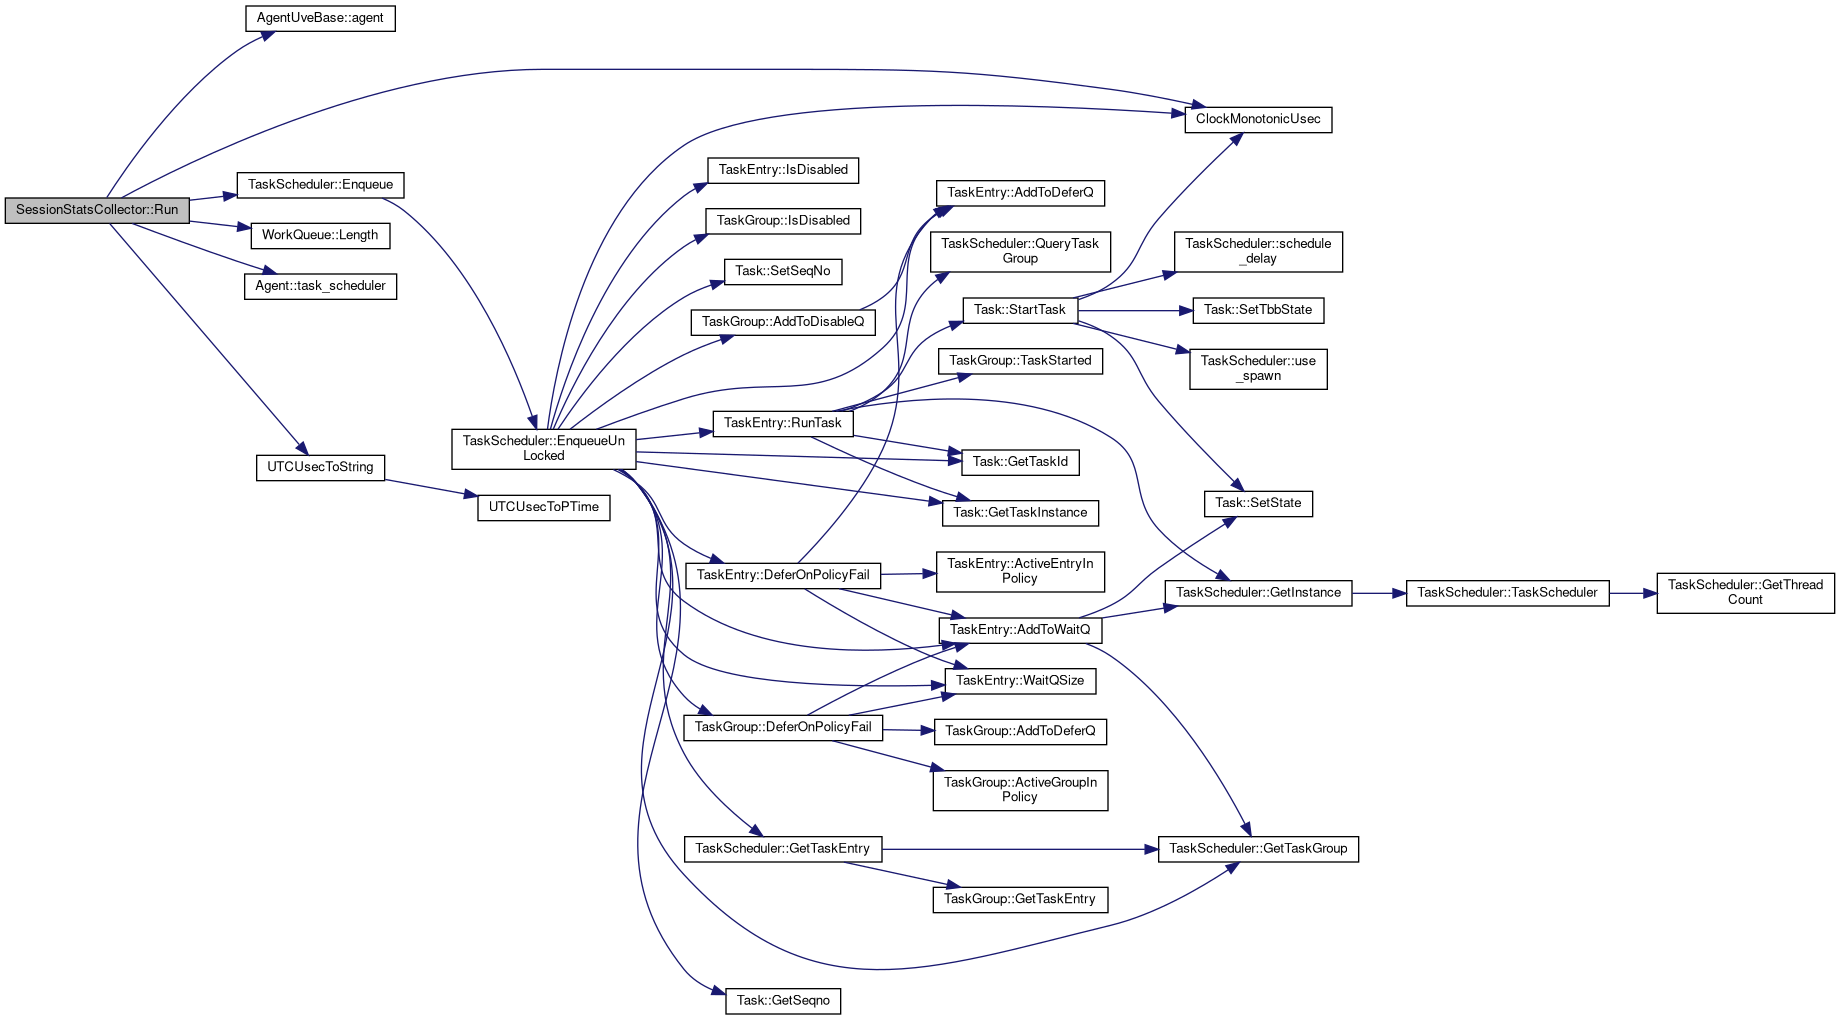 SessionStatsCollector::Run
AgentUveBase::agent
TaskScheduler::Enqueue
WorkQueue::Length
Agent::task_scheduler
UTCUsecToString
UTCUsecToPTime
TaskScheduler::EnqueueUn
Locked
TaskEntry::IsDisabled
TaskGroup::IsDisabled
Task::SetSeqNo
TaskGroup::AddToDisableQ
TaskEntry::RunTask
TaskEntry::DeferOnPolicyFail
TaskGroup::DeferOnPolicyFail
TaskScheduler::GetTaskEntry
Task::GetSeqno
TaskEntry::AddToDeferQ
TaskScheduler::QueryTask
Group
Task::StartTask
TaskGroup::TaskStarted
Task::GetTaskId
Task::GetTaskInstance
TaskEntry::ActiveEntryIn
Policy
TaskEntry::AddToWaitQ
TaskEntry::WaitQSize
TaskGroup::AddToDeferQ
TaskGroup::ActiveGroupIn
Policy
TaskGroup::GetTaskEntry
ClockMonotonicUsec
TaskScheduler::schedule
_delay
Task::SetTbbState
TaskScheduler::use
_spawn
Task::SetState
TaskScheduler::GetInstance
TaskScheduler::GetTaskGroup
TaskScheduler::TaskScheduler
TaskScheduler::GetThread
Count